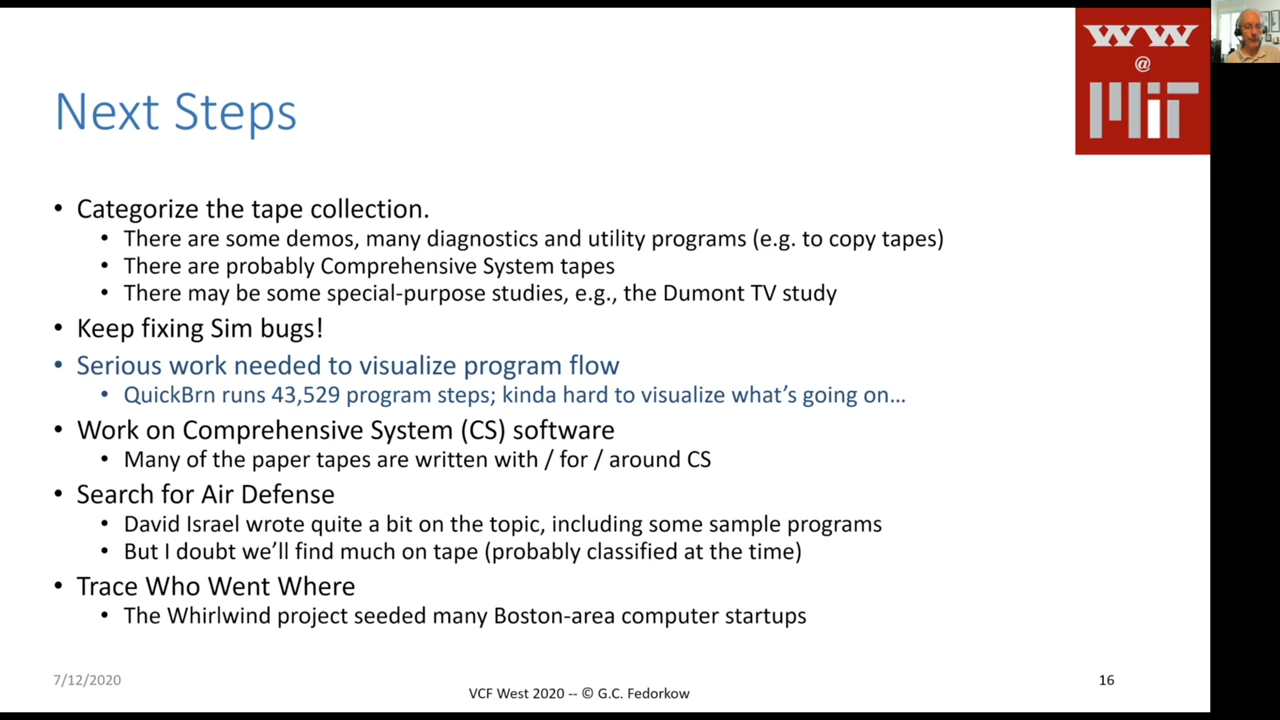 WW
@
MIT
Next Steps
• Categorize the tape collection.
• There are some demos, many diagnostics and utility programs (e.g. to copy tapes)
• There are probably Comprehensive System tapes
• There may be some special-purpose studies, e.g., the Dumont TV study
• Keep fixing Sim bugs!
• Serious work needed to visualize program flow
• QuickBrn runs 43,529 program steps; kinda hard to visualize what's going on…
• Work on Comprehensive System (CS) software
• Many of the paper tapes are written with / for / around CS
• Search for Air Defense
• David Israel wrote quite a bit on the topic, including some sample programs
• But I doubt we'll find much on tape (probably classified at the time)
• Trace Who Went Where
• The Whirlwind project seeded many Boston-area computer startups
7/12/2020
VCF West 2020 -- © G.C. Fedorkow
16